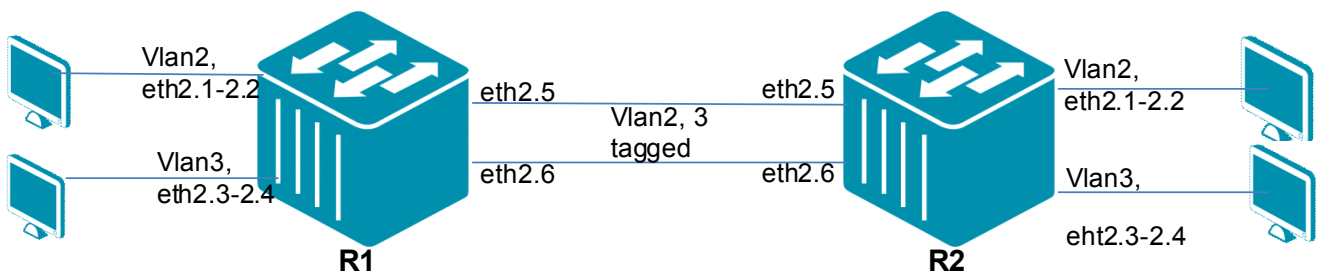 Vlan2,
eth2.1-2.2
Vlan3,
eth2.3-2.4
R1
eth2.5
eth2.6
Vlan2, 3
tagged
eth2.5
eth2.6
R2
Vlan2,
eth2.1-2.2
Vlan3,
eht2.3-2.4